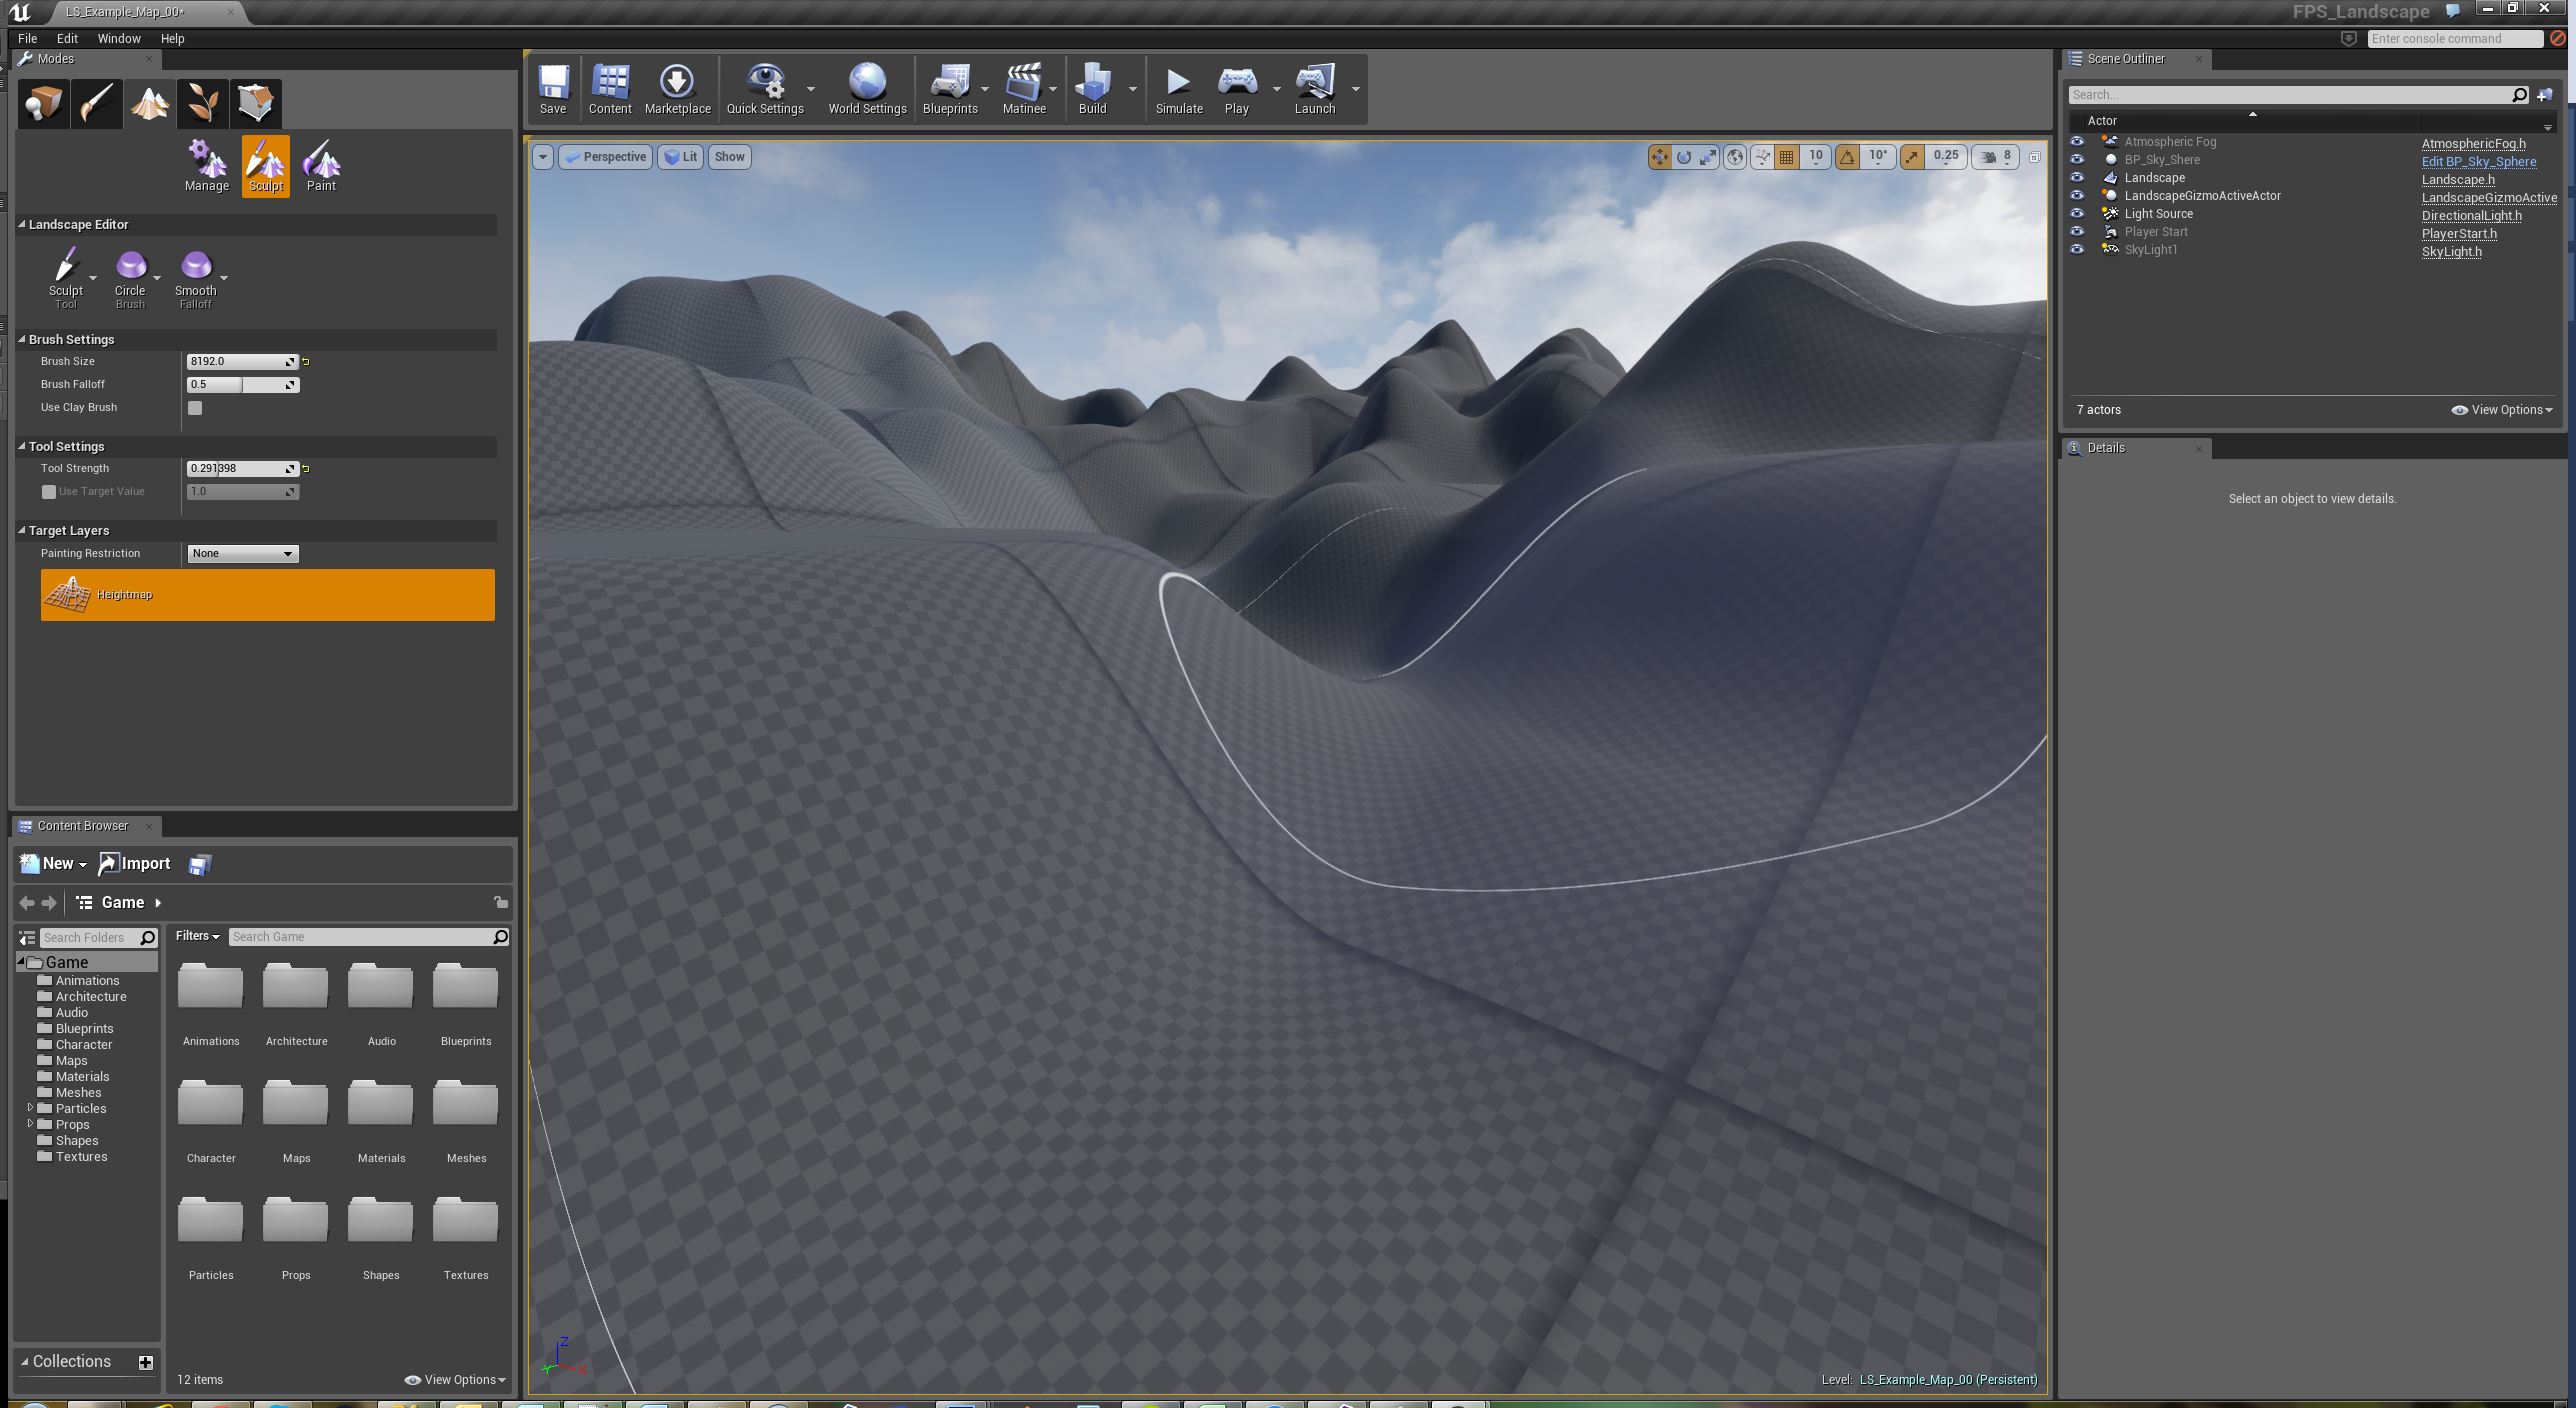 LS_Example_Map_00*
FPS_Landscape
File Edit Window Help
Enter console command
Modes
Manage Sculpt Paint
Landscape Editor
Sculpt Circle Smooth
Tool Brush Falloff
Brush Settings
Brush Size 8192.0
Brush Falloff 0.5
Use Clay Brush
Tool Settings
Tool Strength 0.291398
Use Target Value 1.0
Target Layers
Painting Restriction None
Heightmap
Content Browser
New Import
Game
Search Folders
Filters Search Game
Game
Animations
Architecture
Audio
Blueprints
Character
Maps
Materials
Meshes
Particles
Props
Shapes
Textures
Animations Architecture Audio Blueprints
Character Maps Materials Meshes
Particles Props Shapes Textures
Collections
12 items View Options
Save Content Marketplace Quick Settings World Settings Blueprints Matinee Build Simulate Play Launch
Perspective Lit Show
10 10° 0.25 8
Z
Y X
Level: LS_Example_Map_00 (Persistent)
Scene Outliner
Search...
Actor
Atmospheric Fog AtmosphericFog.h
BP_Sky_Shere Edit BP_Sky_Sphere
Landscape Landscape.h
LandscapeGizmoActiveActor LandscapeGizmoActive
Light Source DirectionalLight.h
Player Start PlayerStart.h
SkyLight1 SkyLight.h
7 actors View Options
Details
Select an object to view details.